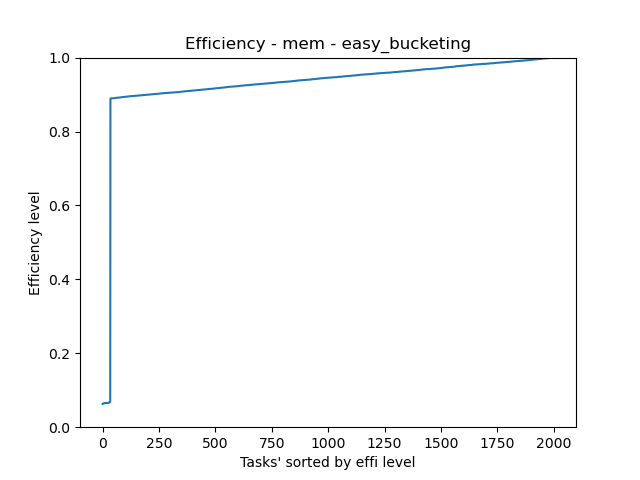 Efficiency - mem - easy_bucketing
1.0
0.8
0.6
0.4
0.2
0.0
Efficiency level
0 250 500 750 1000 1250 1500 1750 2000
Tasks' sorted by effi level